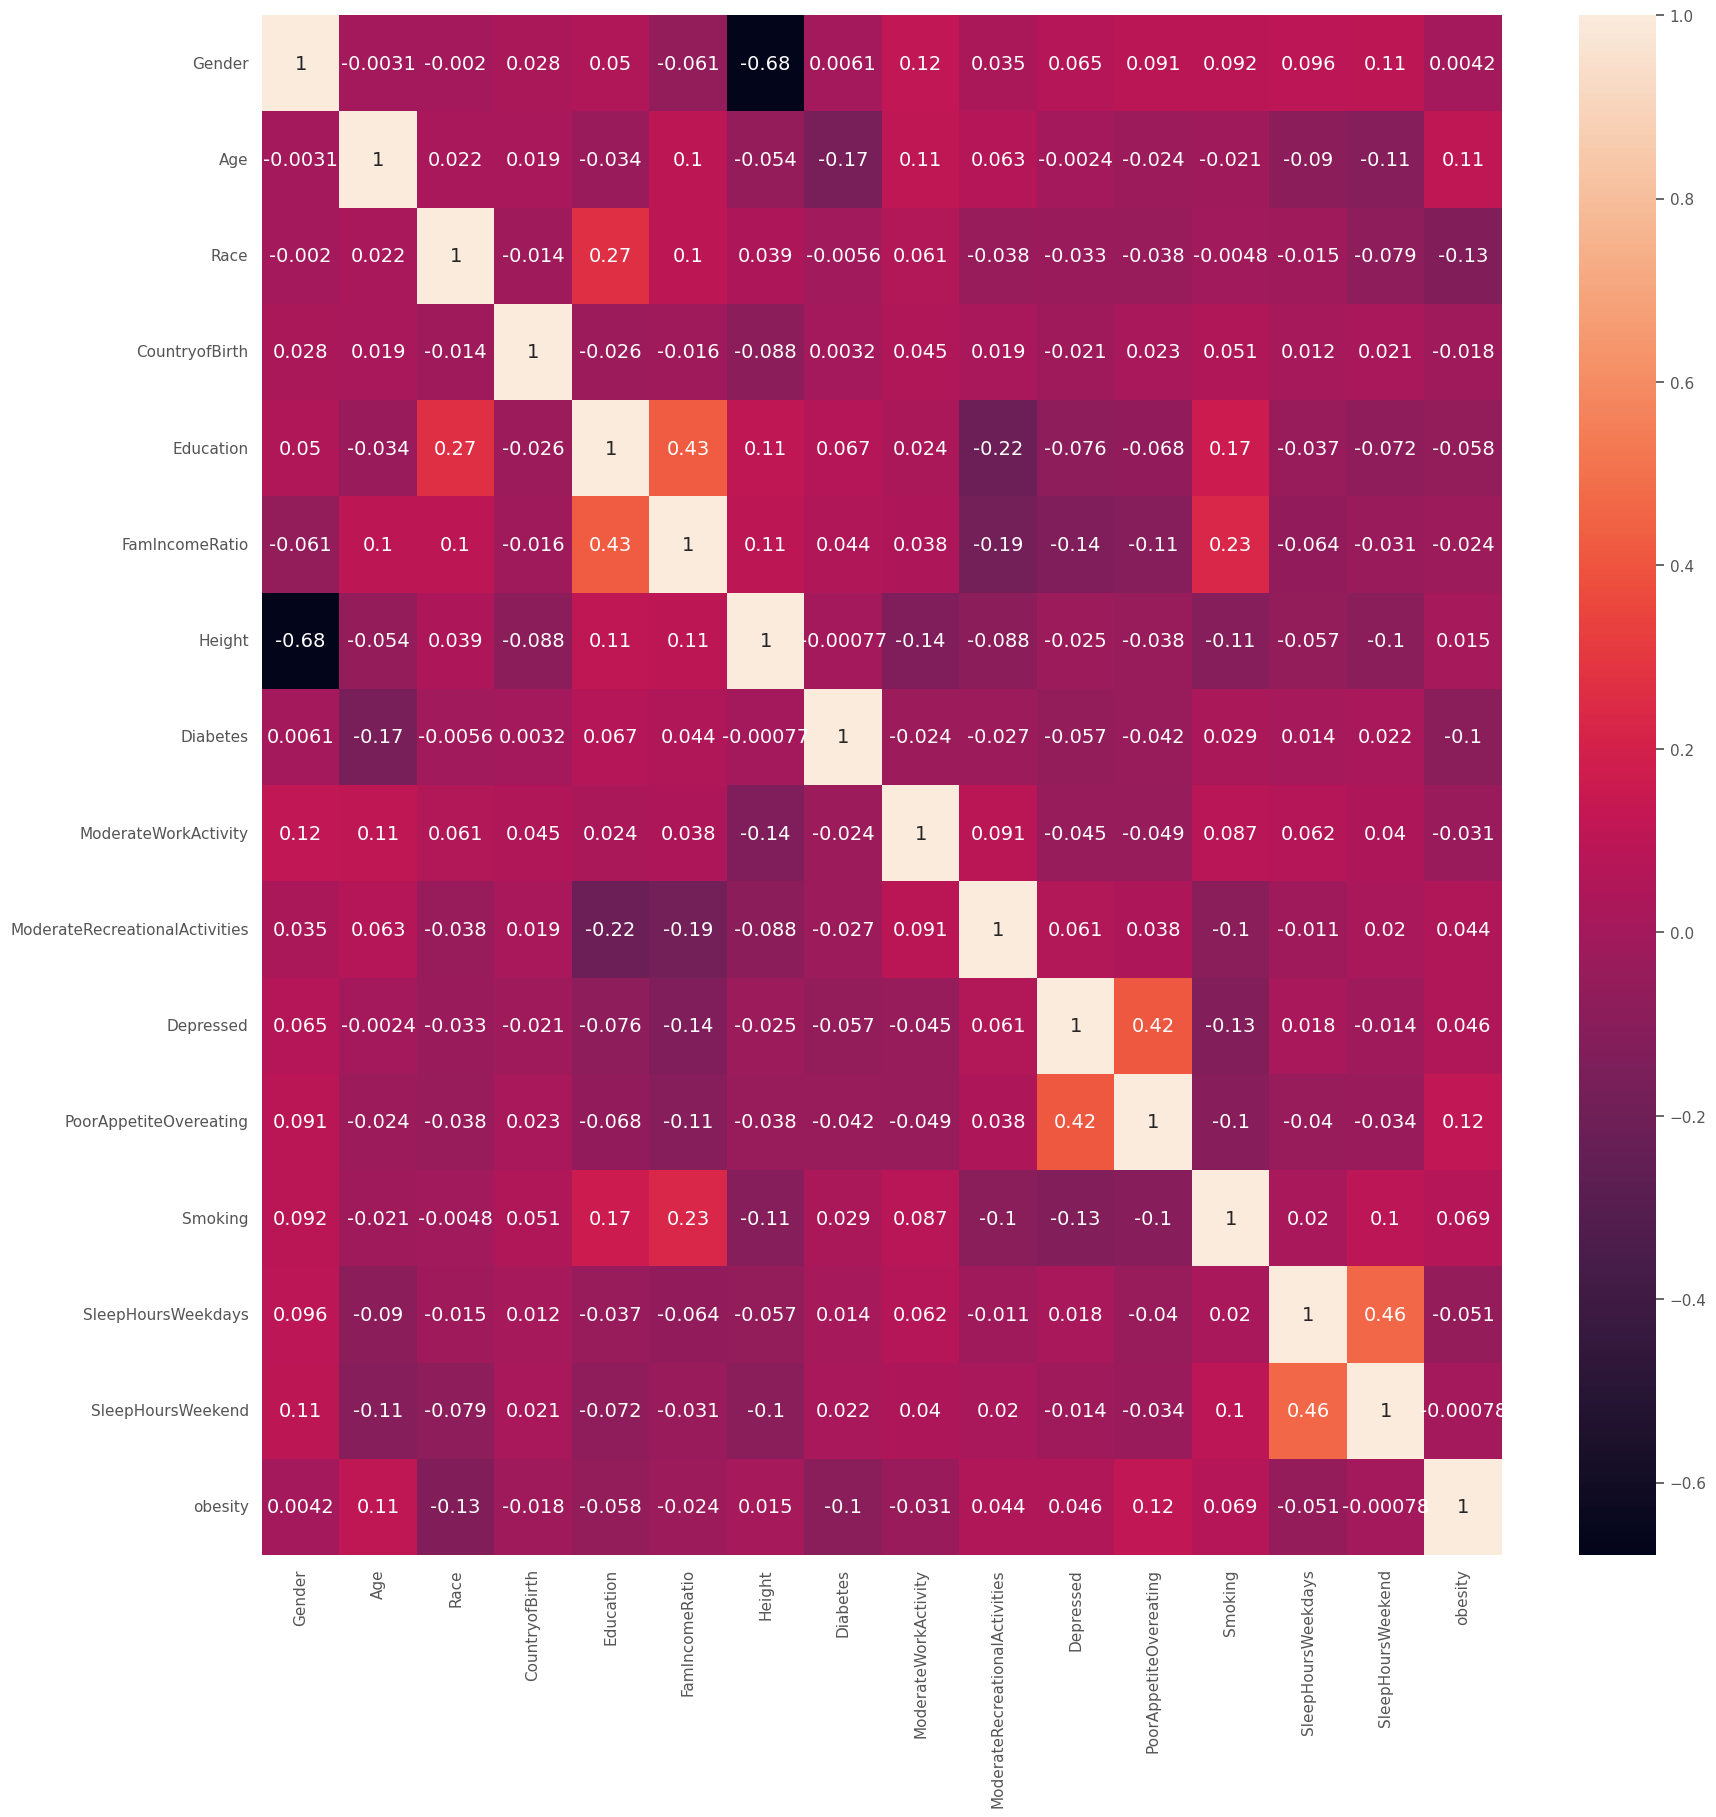 Gender 1 -0.0031 -0.002 0.028 0.05 -0.061 -0.68 0.0061 0.12 0.035 0.065 0.091 0.092 0.096 0.11 0.0042
Age -0.0031 1 0.022 0.019 -0.034 0.1 -0.054 -0.17 0.11 0.063 -0.0024 -0.024 -0.021 -0.09 -0.11 0.11
Race -0.002 0.022 1 -0.014 0.27 0.1 0.039 -0.0056 0.061 -0.038 -0.033 -0.038 -0.0048 -0.015 -0.079 -0.13
CountryofBirth 0.028 0.019 -0.014 1 -0.026 -0.016 -0.088 0.0032 0.045 0.019 -0.021 0.023 0.051 0.012 0.021 -0.018
Education 0.05 -0.034 0.27 -0.026 1 0.43 0.11 0.067 0.024 -0.22 -0.076 -0.068 0.17 -0.037 -0.072 -0.058
FamIncomeRatio -0.061 0.1 0.1 -0.016 0.43 1 0.11 0.044 0.038 -0.19 -0.14 -0.11 0.23 -0.064 -0.031 -0.024
Height -0.68 -0.054 0.039 -0.088 0.11 0.11 1 -0.00077 -0.14 -0.088 -0.025 -0.038 -0.11 -0.057 -0.1 0.015
Diabetes 0.0061 -0.17 -0.0056 0.0032 0.067 0.044 -0.00077 1 -0.024 -0.027 -0.057 -0.042 0.029 0.014 0.022 -0.1
ModerateWorkActivity 0.12 0.11 0.061 0.045 0.024 0.038 -0.14 -0.024 1 0.091 -0.045 -0.049 0.087 0.062 0.04 -0.031
ModerateRecreationalActivities 0.035 0.063 -0.038 0.019 -0.22 -0.19 -0.088 -0.027 0.091 1 0.061 0.038 -0.1 -0.011 0.02 0.044
Depressed 0.065 -0.0024 -0.033 -0.021 -0.076 -0.14 -0.025 -0.057 -0.045 0.061 1 0.42 -0.13 0.018 -0.014 0.046
PoorAppetiteOvereating 0.091 -0.024 -0.038 0.023 -0.068 -0.11 -0.038 -0.042 -0.049 0.038 0.42 1 -0.1 -0.04 -0.034 0.12
Smoking 0.092 -0.021 -0.0048 0.051 0.17 0.23 -0.11 0.029 0.087 -0.1 -0.13 -0.1 1 0.02 0.1 0.069
SleepHoursWeekdays 0.096 -0.09 -0.015 0.012 -0.037 -0.064 -0.057 0.014 0.062 -0.011 0.018 -0.04 0.02 1 0.46 -0.051
SleepHoursWeekend 0.11 -0.11 -0.079 0.021 -0.072 -0.031 -0.1 0.022 0.04 0.02 -0.014 -0.034 0.1 0.46 1 -0.00078
obesity 0.0042 0.11 -0.13 -0.018 -0.058 -0.024 0.015 -0.1 -0.031 0.044 0.046 0.12 0.069 -0.051 -0.00078 1
Gender
Age
Race
CountryofBirth
Education
FamIncomeRatio
Height
Diabetes
ModerateWorkActivity
ModerateRecreationalActivities
Depressed
PoorAppetiteOvereating
Smoking
SleepHoursWeekdays
SleepHoursWeekend
obesity
1.0
0.8
0.6
0.4
0.2
0.0
−0.2
−0.4
−0.6